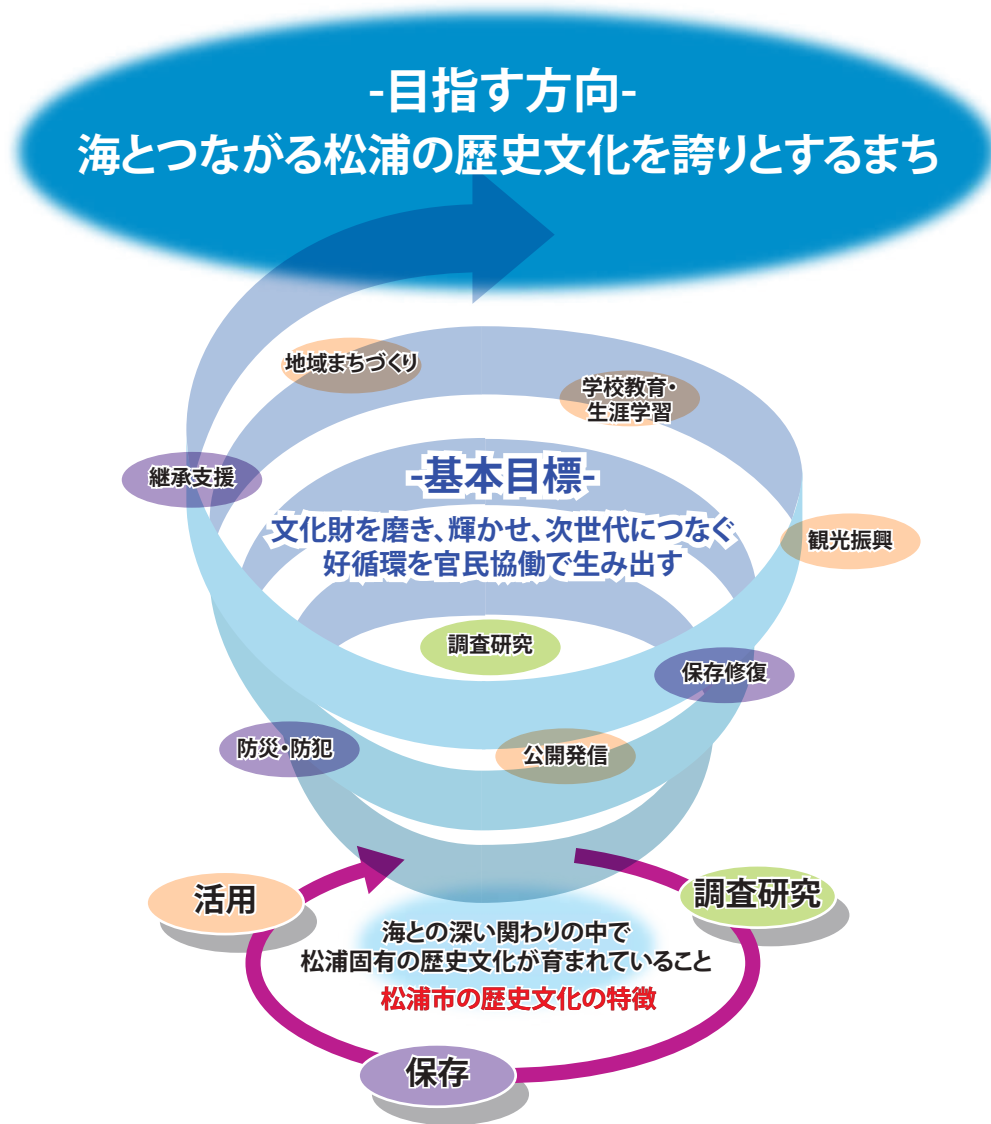 -目指す方向-
海とつながる松浦の歴史文化を誇りとするまち
地域まちづくり
学校教育・
生涯学習
継承支援
-基本目標-
文化財を磨き、輝かせ、次世代につなぐ
好循環を官民協働で生み出す
観光振興
調査研究
保存修復
防災・防犯
公開発信
活用
調査研究
海との深い関わりの中で
松浦固有の歴史文化が育まれていること
松浦市の歴史文化の特徴
保存